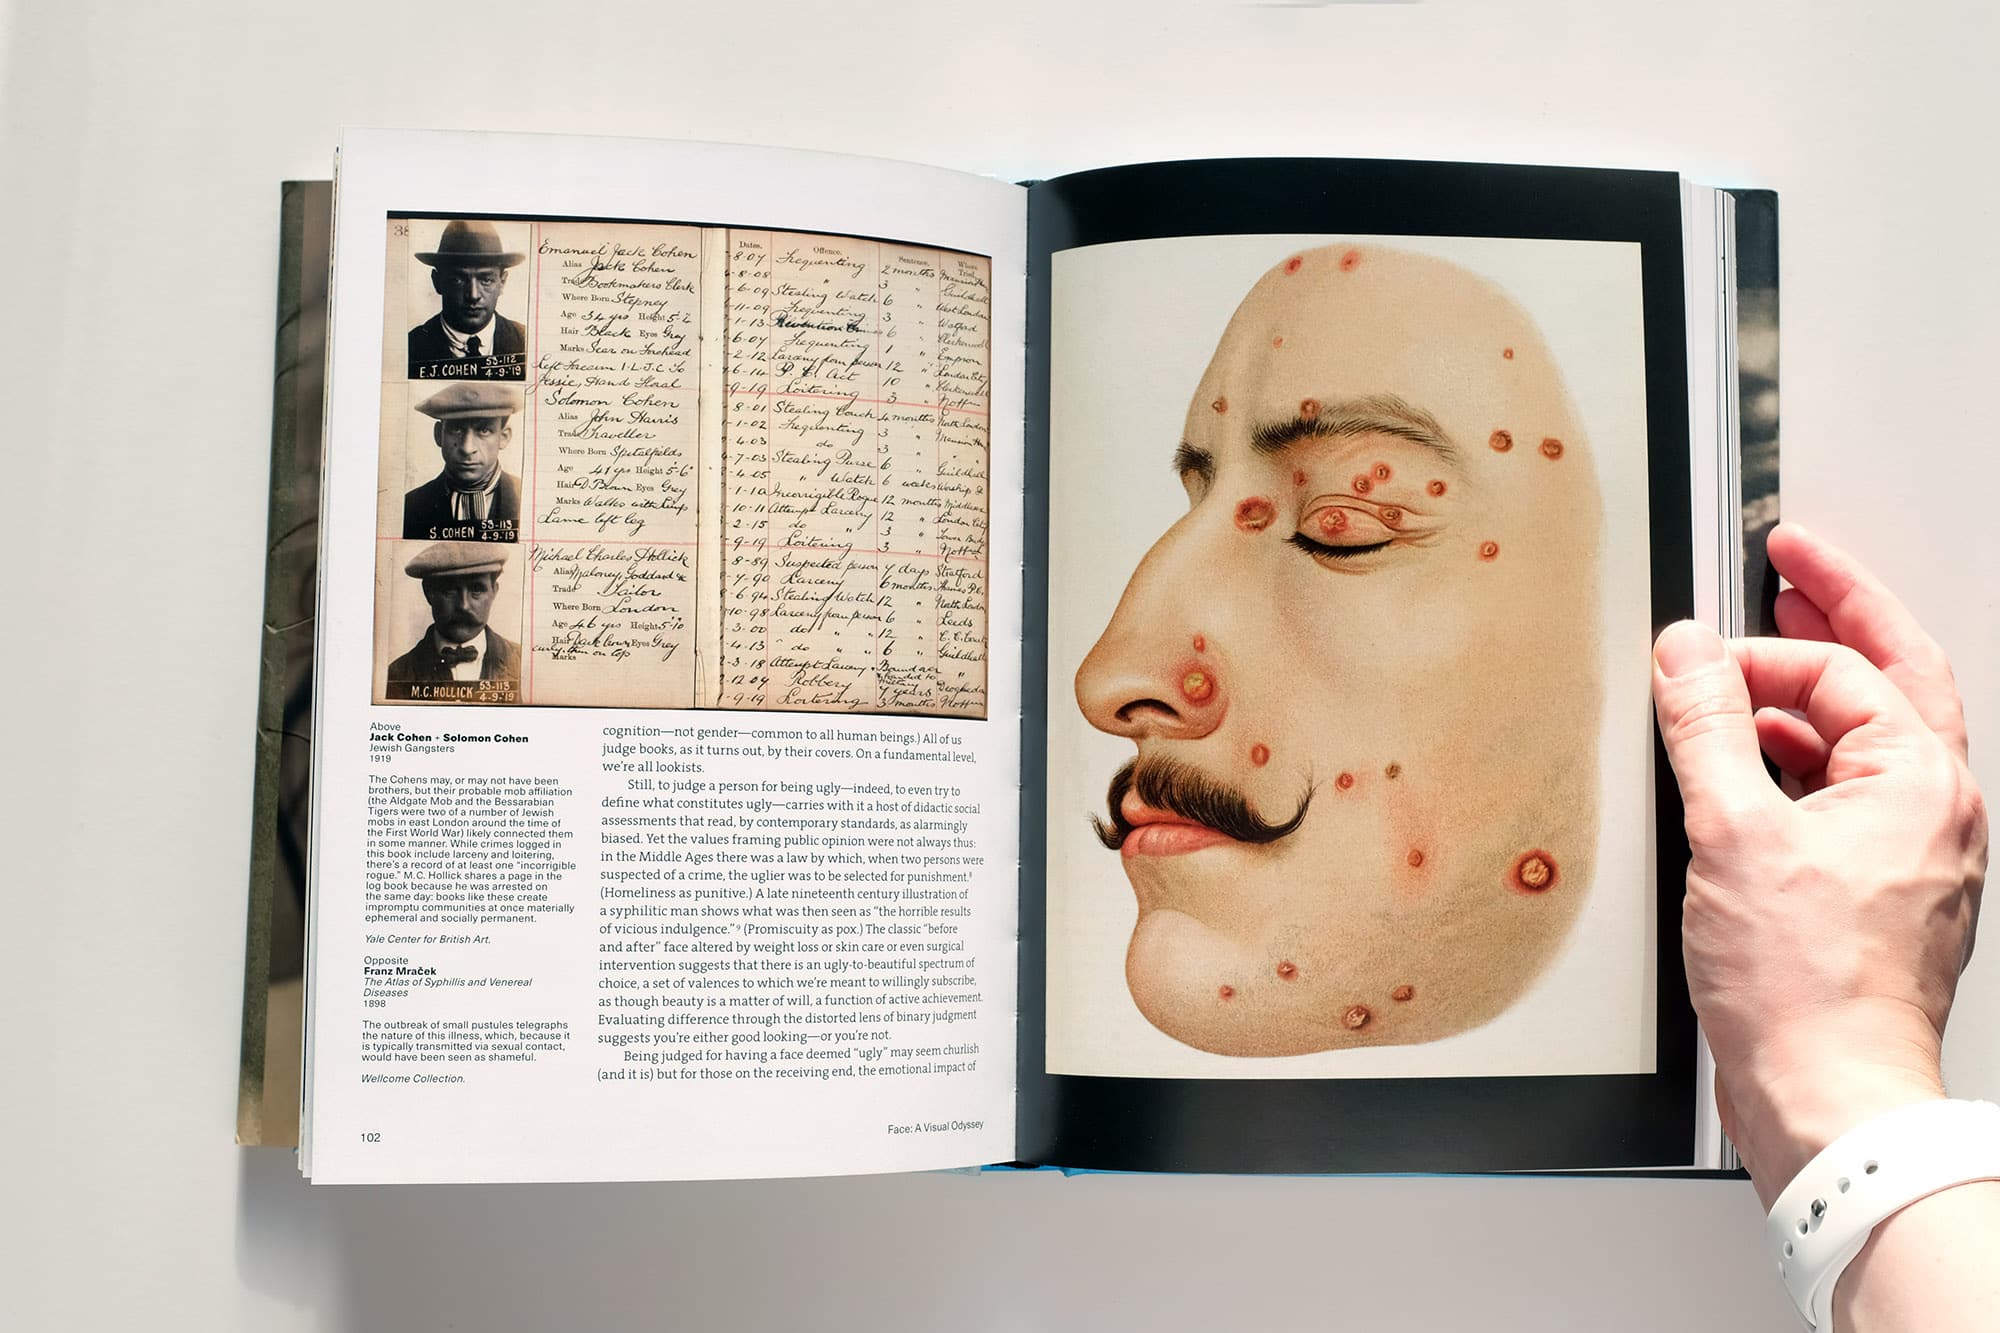 38
Emanuel Jack Cohen
Alias Jack Cohen
Trade Bookmakers Clerk
Where Born Stepney
Age 34 yrs Height 5-7
Hair Black Eyes Grey
Marks Scar on Forehead
Left Forearm I.L.J.C To
Jessie, Hand Floral
E.J. COHEN 53-112
4-9-19
Solomon Cohen
Alias John Harris
Trade Traveller
Where Born Spitalfields
Age 41 yrs Height 5-6
Hair D Brown Eyes Grey
Marks Walks with limp
Lame left leg
S. COHEN 53-113
4-9-19
Michael Charles Hollick
Alias Maloney, Goddard &
Trade Tailor
Where Born London
Age 46 yrs Height 5-10
Hair Dark brown Eyes Grey
curly, thin on top
Marks
M.C. HOLLICK 53-113
4-9-19
Dates. Offence. Sentence. Where Tried.
8-07 Frequenting 2 months
-8-08 " 3 " Guildhall
-6-09 Stealing Watch 6 " West London
-11-09 Frequenting 3 " Watford
-1-13 6 " Clerkenwell
-6-07 Frequenting 1 " Empson
-2-12 Larceny from person 12 " London City
-6-14 P. C. Act 10 " Clerkenwell
-9-19 Loitering 3
-8-01 Stealing Couch 4 months North London
-1-02 Frequenting 3 " Mansion
-4-03 do 3 "
-7-03 Stealing Purse 6 " Guildhall
-4-05 " Watch 6 weeks Worship
-1-10 Incorrigible Rogue 12 months Middlesex
-10-11 Attempt Larceny 12 " London City
-2-15 do " 3 "
-9-19 Loitering 3 "
-8-89 Suspected person 7 days Stratford
-7-90 Larceny 6 months Thames P.C.
-6-94 Stealing Watch 12 " North London
-10-98 Larceny from person 6 " Leeds
-3-00 do " " 12 "
-4-13 do " " 6 " Guildhall
-3-18 Attempt Larceny Bound over "
-12-04 Robbery 7 years Drogheda
-9-19 Loitering 3 months
Above
Jack Cohen + Solomon Cohen
Jewish Gangsters
1919
The Cohens may, or may not have been
brothers, but their probable mob affiliation
(the Aldgate Mob and the Bessarabian
Tigers were two of a number of Jewish
mobs in east London around the time of
the First World War) likely connected them
in some manner. While crimes logged in
this book include larceny and loitering,
there's a record of at least one "incorrigible
rogue." M.C. Hollick shares a page in the
log book because he was arrested on
the same day: books like these create
impromptu communities at once materially
ephemeral and socially permanent.
Yale Center for British Art.
Opposite
Franz Mraček
The Atlas of Syphillis and Venereal
Diseases
1898
The outbreak of small pustules telegraphs
the nature of this illness, which, because it
is typically transmitted via sexual contact,
would have been seen as shameful.
Wellcome Collection.
cognition—not gender—common to all human beings.) All of us
judge books, as it turns out, by their covers. On a fundamental level,
we're all lookists.
Still, to judge a person for being ugly—indeed, to even try to
define what constitutes ugly—carries with it a host of didactic social
assessments that read, by contemporary standards, as alarmingly
biased. Yet the values framing public opinion were not always thus:
in the Middle Ages there was a law by which, when two persons were
suspected of a crime, the uglier was to be selected for punishment.⁸
(Homeliness as punitive.) A late nineteenth century illustration of
a syphilitic man shows what was then seen as "the horrible results
of vicious indulgence."⁹ (Promiscuity as pox.) The classic "before
and after" face altered by weight loss or skin care or even surgical
intervention suggests that there is an ugly-to-beautiful spectrum of
choice, a set of valences to which we're meant to willingly subscribe,
as though beauty is a matter of will, a function of active achievement.
Evaluating difference through the distorted lens of binary judgment
suggests you're either good looking—or you're not.
Being judged for having a face deemed "ugly" may seem churlish
(and it is) but for those on the receiving end, the emotional impact of
102
Face: A Visual Odyssey